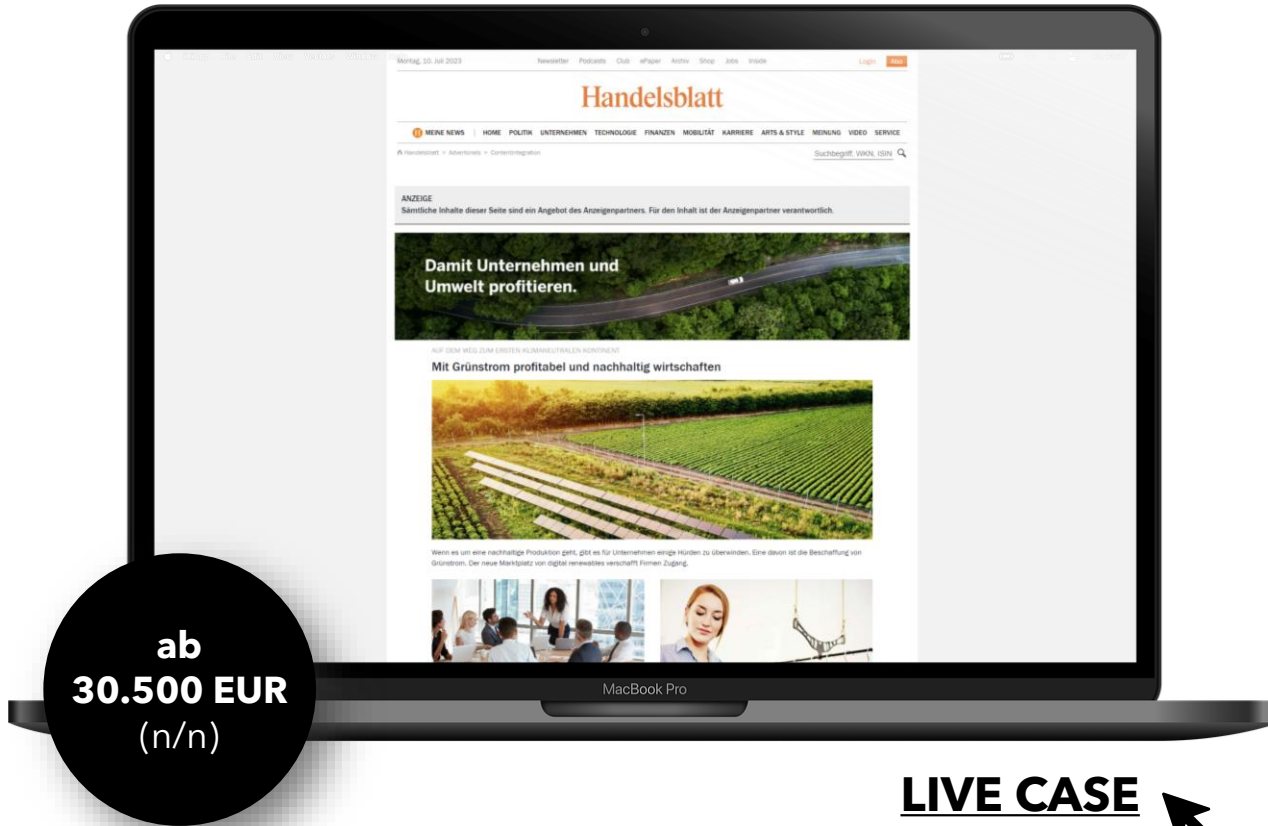 Montag, 10. Juli 2023
Newsletter Podcasts Club ePaper Archiv Shop Jobs Inside
Login Abo
Handelsblatt
H MEINE NEWS HOME POLITIK UNTERNEHMEN TECHNOLOGIE FINANZEN MOBILITÄT KARRIERE ARTS & STYLE MEINUNG VIDEO SERVICE
Handelsblatt > Advertorials > Contentintegration
Suchbegriff, WKN, ISIN
ANZEIGE
Sämtliche Inhalte dieser Seite sind ein Angebot des Anzeigenpartners. Für den Inhalt ist der Anzeigenpartner verantwortlich.
Damit Unternehmen und
Umwelt profitieren.
AUF DEM WEG ZUM ERSTEN KLIMANEUTRALEN KONTINENT
Mit Grünstrom profitabel und nachhaltig wirtschaften
Wenn es um eine nachhaltige Produktion geht, gibt es für Unternehmen einige Hürden zu überwinden. Eine davon ist die Beschaffung von
Grünstrom. Der neue Marktplatz von digital renewables verschafft Firmen Zugang.
MacBook Pro
ab
30.500 EUR
(n/n)
LIVE CASE